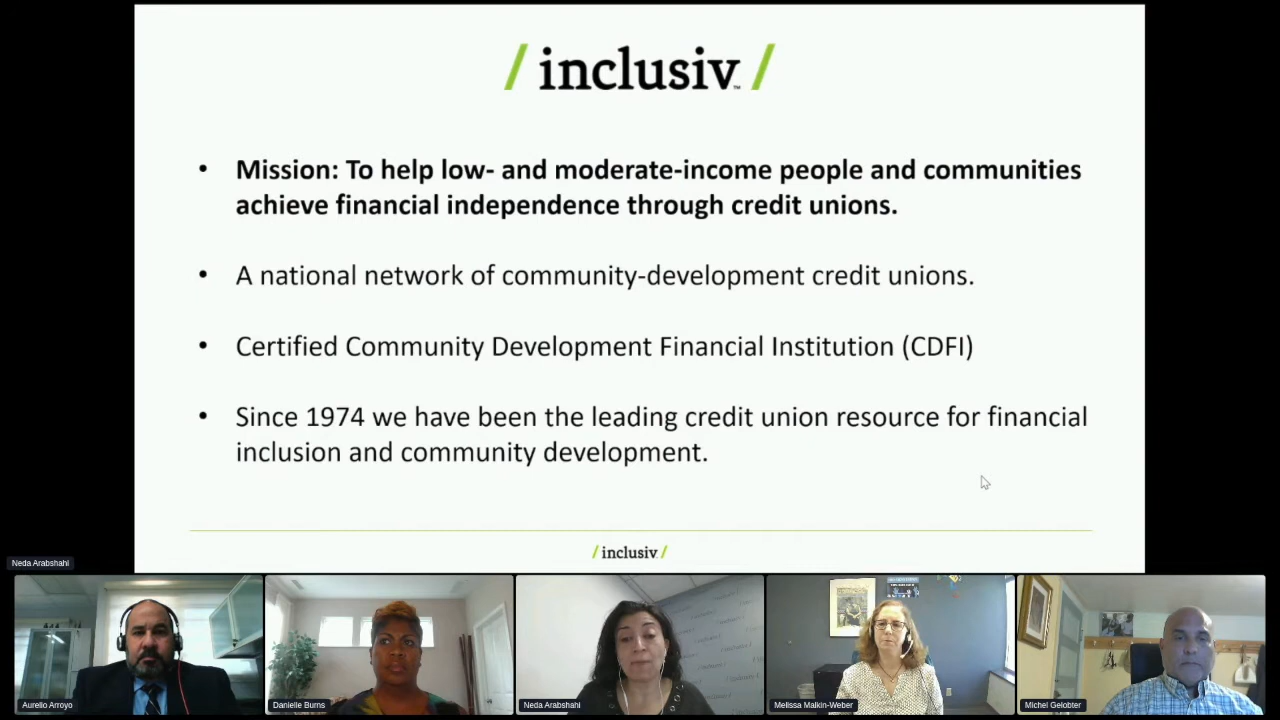 / inclusiv /
™
• Mission: To help low- and moderate-income people and communities
achieve financial independence through credit unions.
• A national network of community-development credit unions.
• Certified Community Development Financial Institution (CDFI)
• Since 1974 we have been the leading credit union resource for financial
inclusion and community development.
/ inclusiv /
Neda Arabshahi
Aurelio Arroyo
Danielle Burns
Neda Arabshahi
Melissa Malkin-Weber
Michel Gelobter